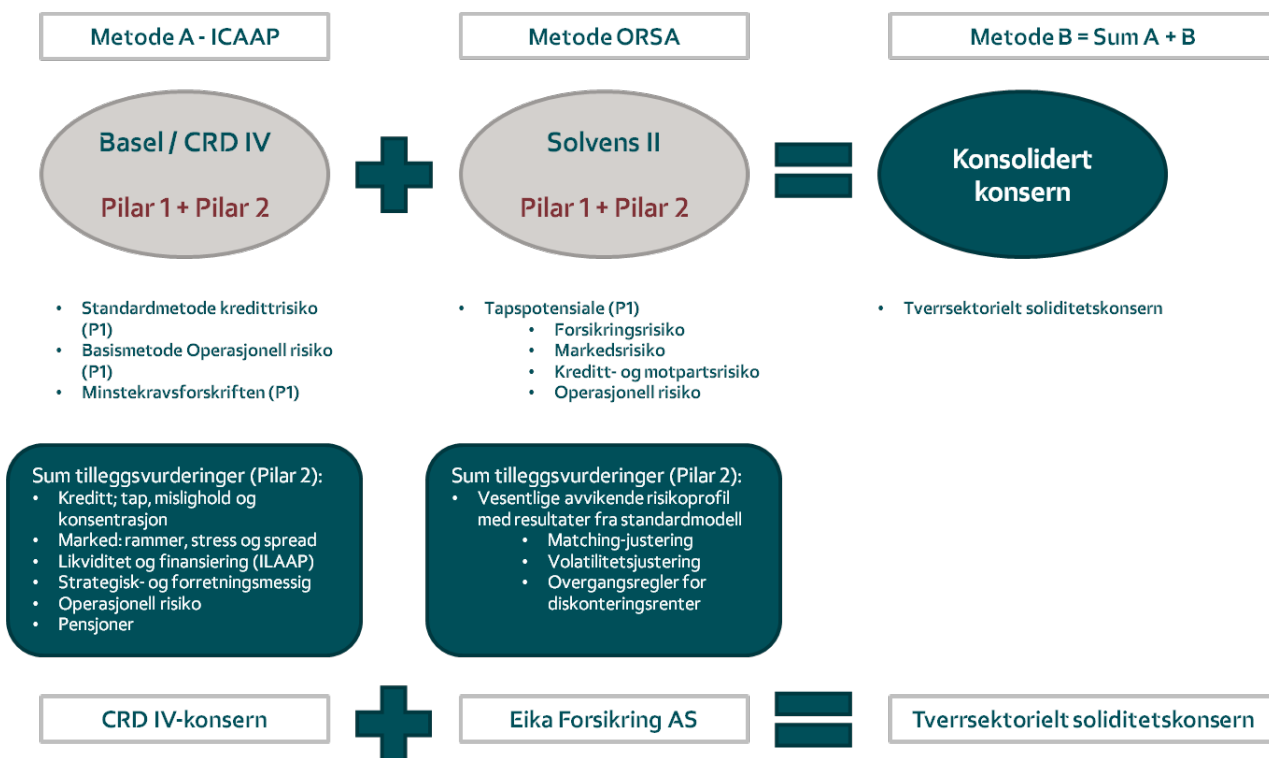 Metode A - ICAAP
Metode ORSA
Metode B = Sum A + B
Basel / CRD IV
Pilar 1 + Pilar 2
Solvens II
Pilar 1 + Pilar 2
Konsolidert
konsern
• Standardmetode kredittrisiko
(P1)
• Basismetode Operasjonell risiko
(P1)
• Minstekravsforskriften (P1)
• Tapspotensiale (P1)
• Forsikringsrisiko
• Markedsrisiko
• Kreditt- og motpartsrisiko
• Operasjonell risiko
• Tverrsektorielt soliditetskonsern
Sum tilleggsvurderinger (Pilar 2):
• Kreditt; tap, mislighold og
konsentrasjon
• Marked: rammer, stress og spread
• Likviditet og finansiering (ILAAP)
• Strategisk- og forretningsmessig
• Operasjonell risiko
• Pensjoner
Sum tilleggsvurderinger (Pilar 2):
• Vesentlige avvikende risikoprofil
med resultater fra standardmodell
• Matching-justering
• Volatilitetsjustering
• Overgangsregler for
diskonteringsrenter
CRD IV-konsern
Eika Forsikring AS
Tverrsektorielt soliditetskonsern